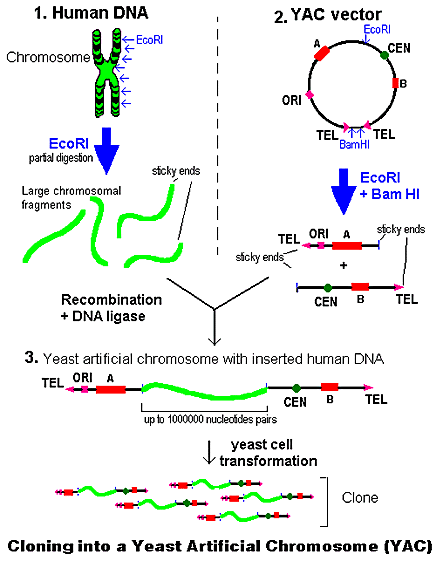 1. Human DNA
EcoRI
Chromosome
EcoRI
partial digestion
sticky ends
Large chromosomal
fragments
2. YAC vector
EcoRI
A
CEN
B
ORI
TEL
TEL
BamHI
EcoRI
+ Bam HI
sticky ends
TEL
ORI
A
sticky ends
+
CEN
B
TEL
Recombination
+ DNA ligase
3. Yeast artificial chromosome with inserted human DNA
TEL
ORI
A
CEN
B
TEL
up to 1000000 nucleotides pairs
yeast cell
transformation
Clone
Cloning into a Yeast Artificial Chromosome (YAC)